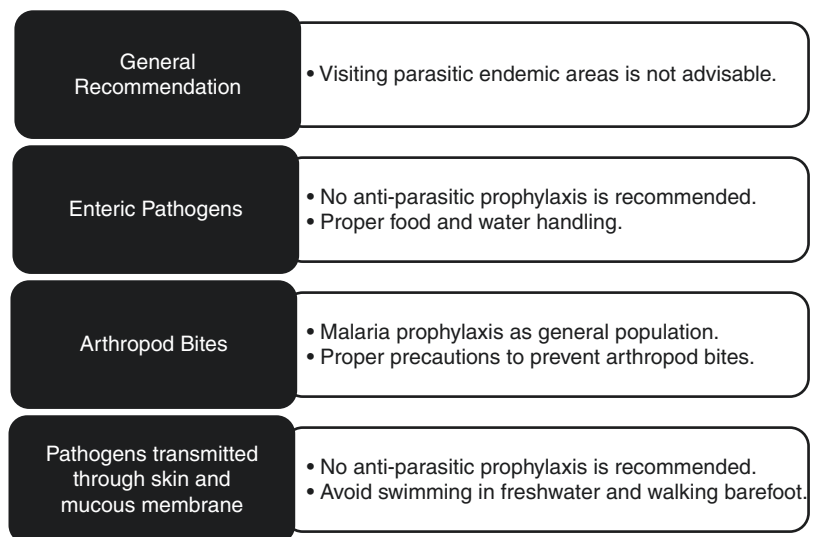 General
Recommendation
• Visiting parasitic endemic areas is not advisable.
Enteric Pathogens
• No anti-parasitic prophylaxis is recommended.
• Proper food and water handling.
Arthropod Bites
• Malaria prophylaxis as general population.
• Proper precautions to prevent arthropod bites.
Pathogens transmitted
through skin and
mucous membrane
• No anti-parasitic prophylaxis is recommended.
• Avoid swimming in freshwater and walking barefoot.